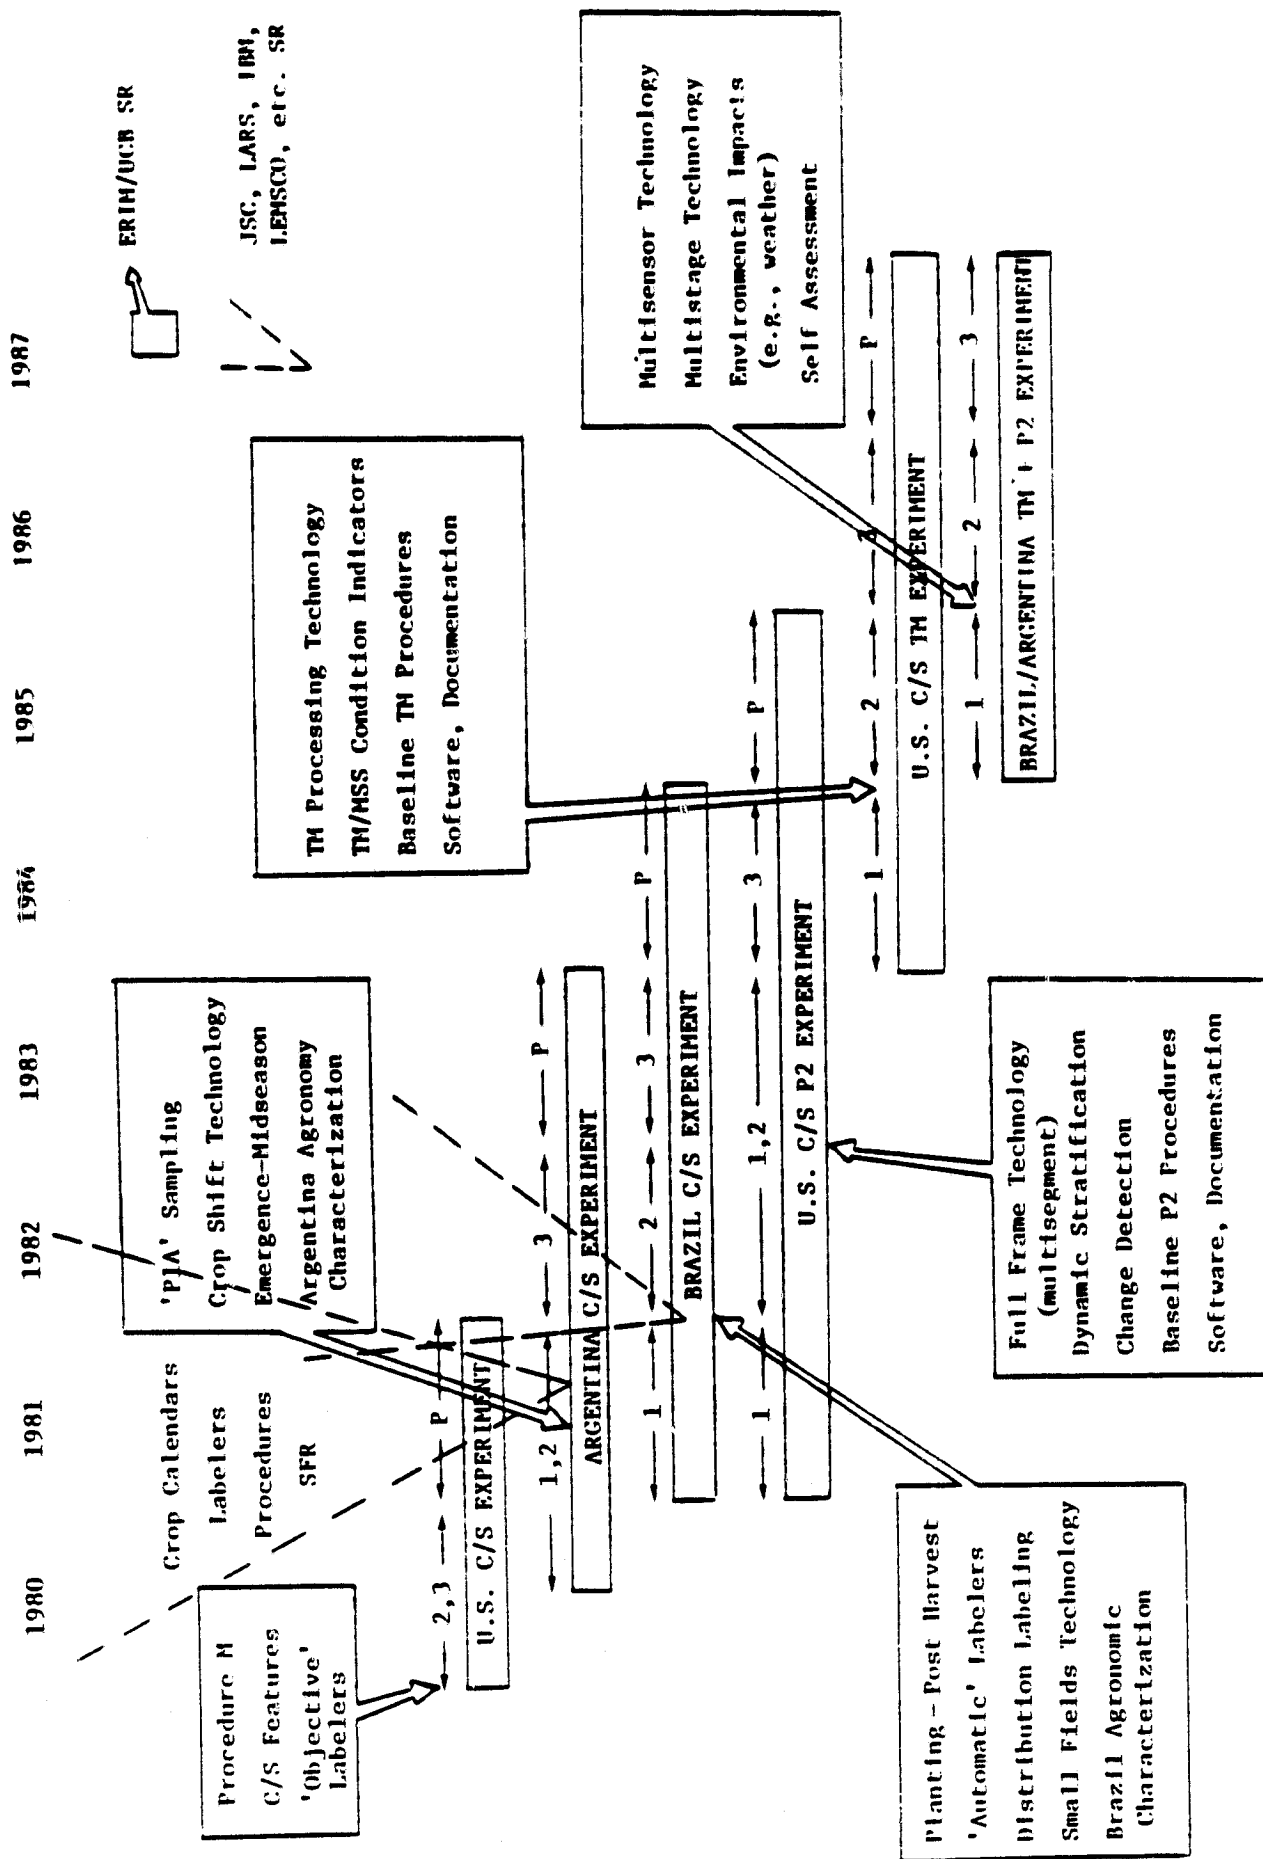 1980 1981 1982 1983 1984 1985 1986 1987
ERIM/UCB SR
JSC, LARS, IBM,
LEMSCO, etc. SR
Procedure M
C/S Features
'Objective'
Labelers
Crop Calendars
Labelers
Procedures
SFR
'P1A' Sampling
Crop Shift Technology
Emergence-Midseason
Argentina Agronomy
Characterization
TM Processing Technology
TM/MSS Condition Indicators
Baseline TM Procedures
Software, Documentation
Multisensor Technology
Multistage Technology
Environmental Impacts
(e.g., weather)
Self Assessment
2,3 P
U.S. C/S EXPERIMENT
1,2 3 P
ARGENTINA C/S EXPERIMENT
1 2 3 P
BRAZIL C/S EXPERIMENT
1 1,2 3 P
U.S. C/S P2 EXPERIMENT
1 2 P
U.S. C/S TM EXPERIMENT
1 2 3
BRAZIL/ARGENTINA TM + P2 EXPERIMENT
Planting-Post Harvest
'Automatic' Labelers
Distribution Labeling
Small Fields Technology
Brazil Agronomic
Characterization
Full Frame Technology
(multisegment)
Dynamic Stratification
Change Detection
Baseline P2 Procedures
Software, Documentation